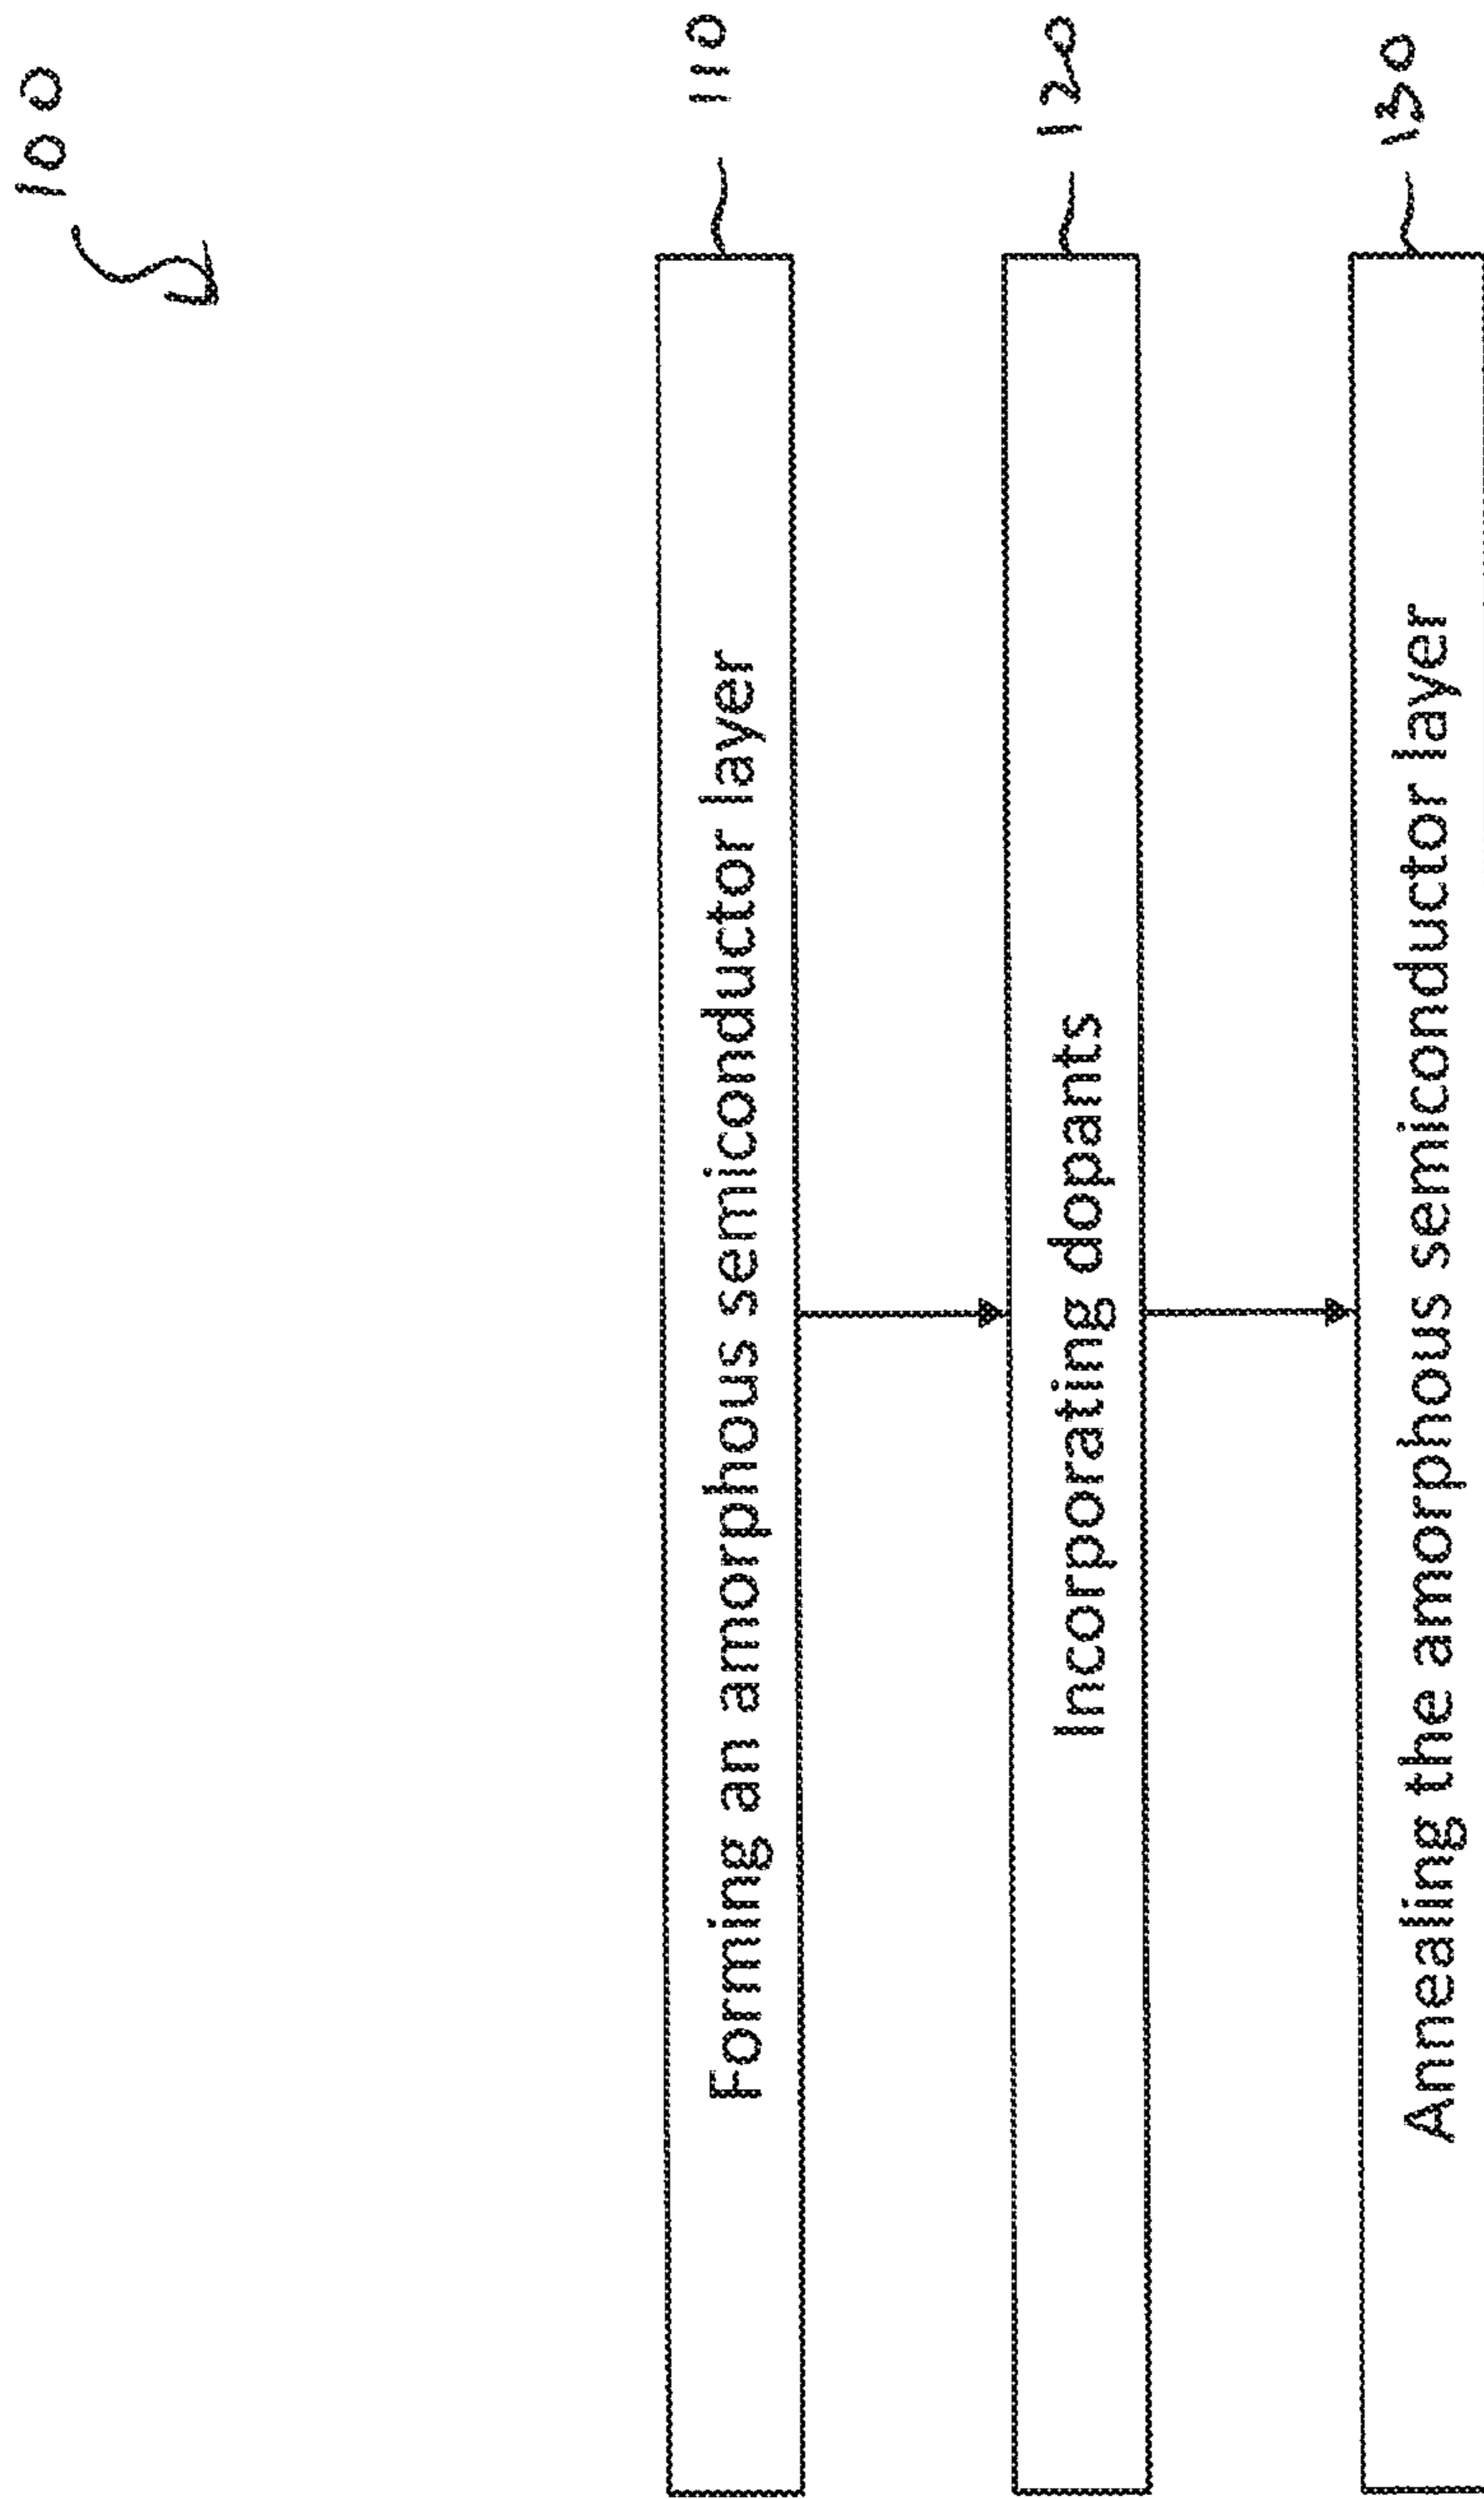 100
Forming an amorphous semiconductor layer
110
Incorporating dopants
120
Annealing the amorphous semiconductor layer
130